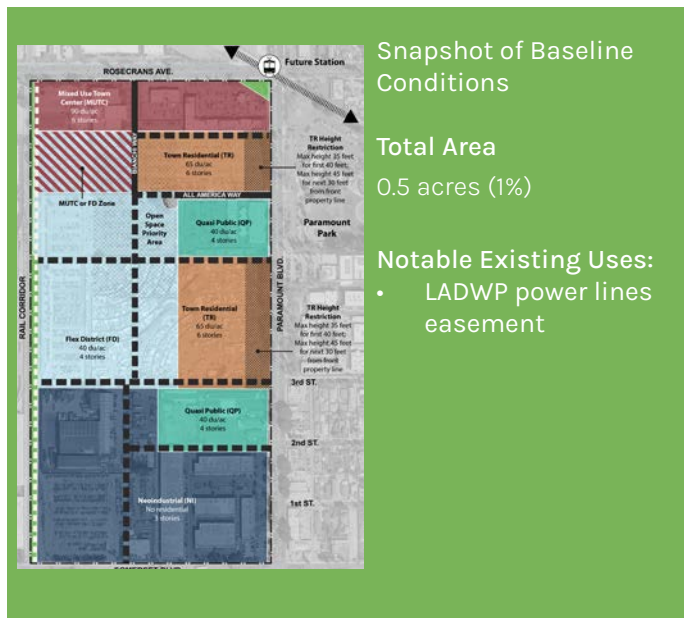 Snapshot of Baseline
Conditions
Total Area
0.5 acres (1%)
Notable Existing Uses:
• LADWP power lines
easement
Future Station
ROSECRANS AVE.
Mixed Use Town
Center (MUTC)
90 du/ac
6 stories
BIANCHI WAY
Town Residential (TR)
65 du/ac
6 stories
TR Height
Restriction
Max height 35 feet
for first 40 feet;
Max height 45 feet
for next 30 feet
from front
property line
MUTC or FD Zone
ALL AMERICA WAY
Open
Space
Priority
Area
Quasi Public (QP)
40 du/ac
4 stories
Paramount
Park
RAIL CORRIDOR
PARAMOUNT BLVD.
Town Residential
(TR)
65 du/ac
6 stories
TR Height
Restriction
Max height 35 feet
for first 40 feet;
Max height 45 feet
for next 30 feet
from front
property line
Flex District (FD)
40 du/ac
4 stories
3rd ST.
Quasi Public (QP)
40 du/ac
4 stories
2nd ST.
Neoindustrial (NI)
No residential
3 stories
1st ST.
SOMERSET BLVD.